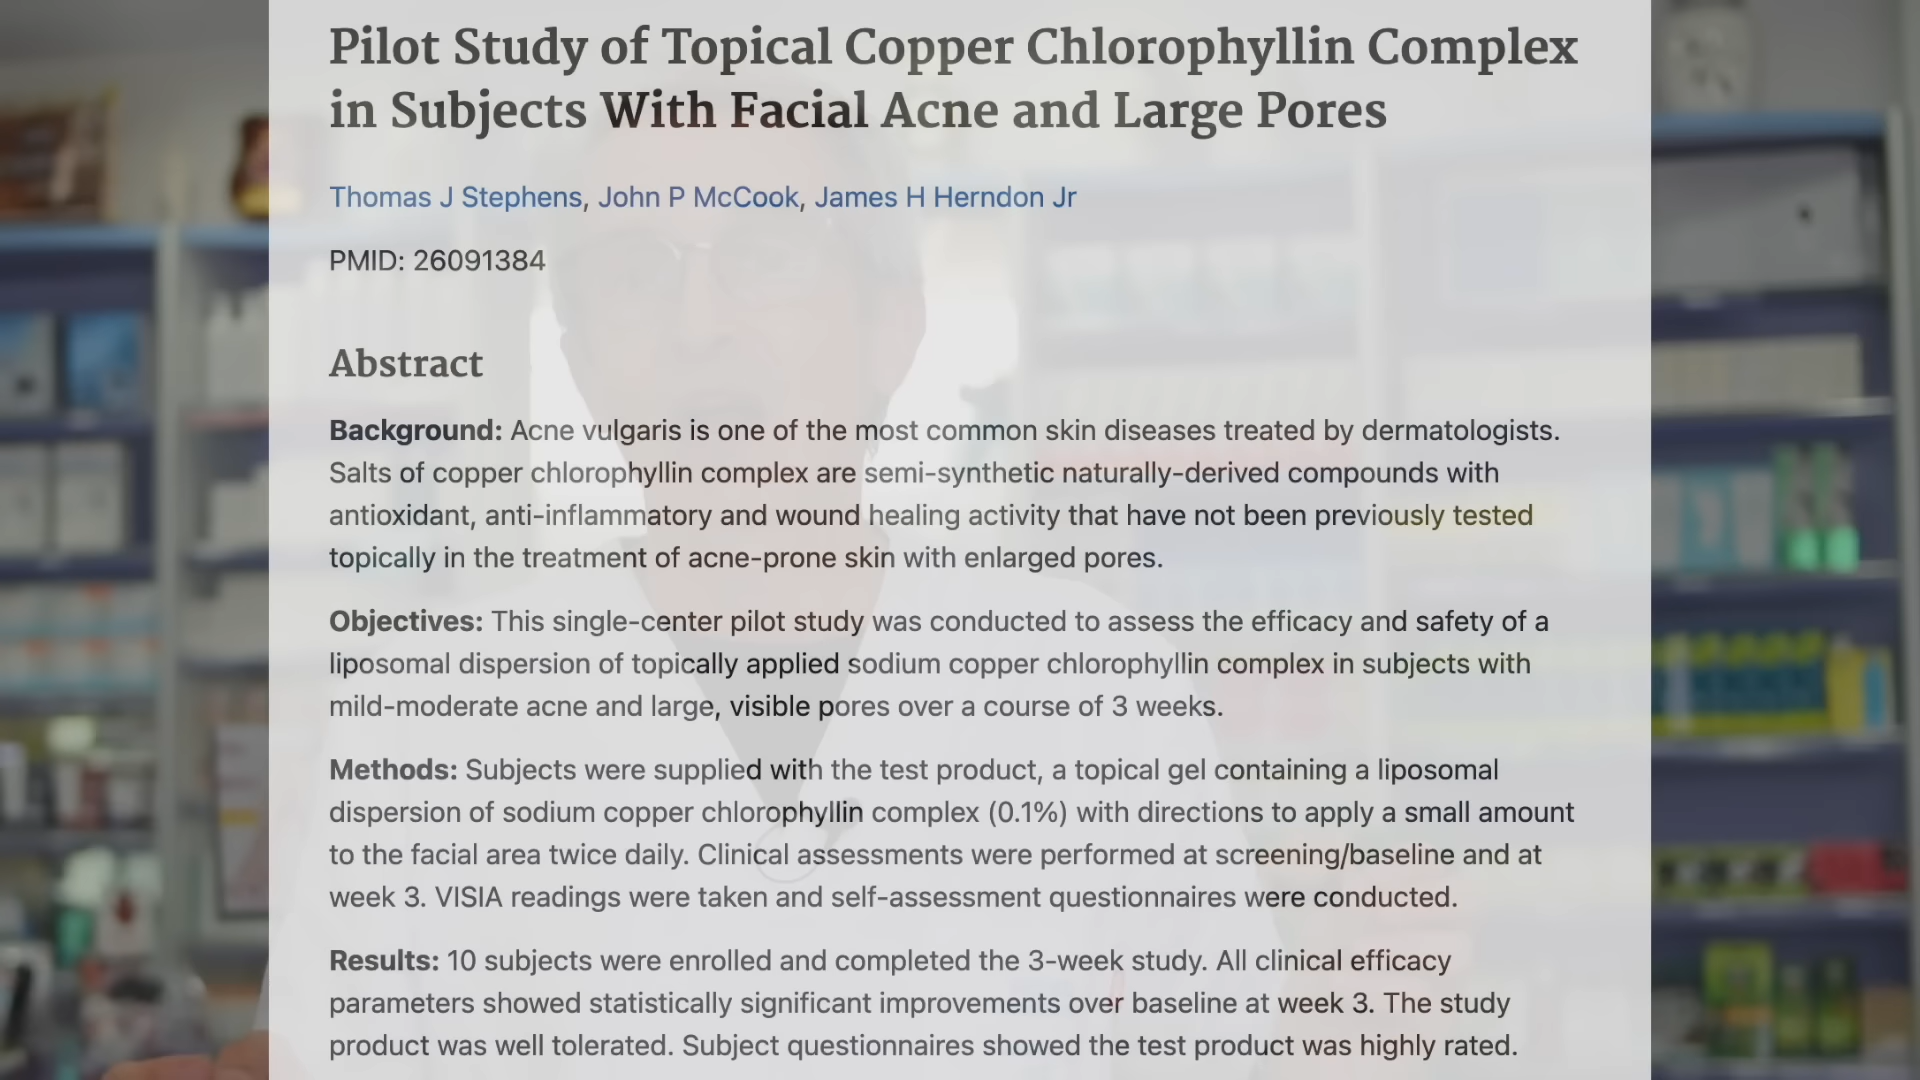 Pilot Study of Topical Copper Chlorophyllin Complex
in Subjects With Facial Acne and Large Pores
Thomas J Stephens, John P McCook, James H Herndon Jr
PMID: 26091384
Abstract
Background: Acne vulgaris is one of the most common skin diseases treated by dermatologists.
Salts of copper chlorophyllin complex are semi-synthetic naturally-derived compounds with
antioxidant, anti-inflammatory and wound healing activity that have not been previously tested
topically in the treatment of acne-prone skin with enlarged pores.
Objectives: This single-center pilot study was conducted to assess the efficacy and safety of a
liposomal dispersion of topically applied sodium copper chlorophyllin complex in subjects with
mild-moderate acne and large, visible pores over a course of 3 weeks.
Methods: Subjects were supplied with the test product, a topical gel containing a liposomal
dispersion of sodium copper chlorophyllin complex (0.1%) with directions to apply a small amount
to the facial area twice daily. Clinical assessments were performed at screening/baseline and at
week 3. VISIA readings were taken and self-assessment questionnaires were conducted.
Results: 10 subjects were enrolled and completed the 3-week study. All clinical efficacy
parameters showed statistically significant improvements over baseline at week 3. The study
product was well tolerated. Subject questionnaires showed the test product was highly rated.